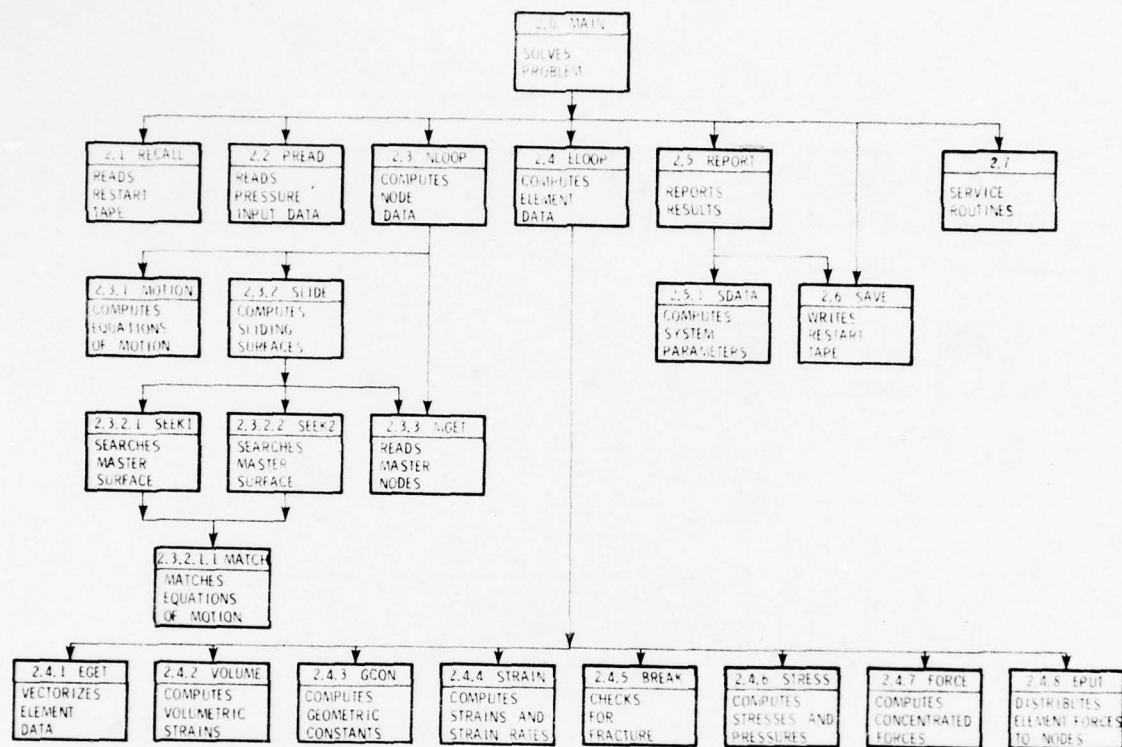 2.0 MAIN
SOLVES
PROBLEM
2.1 RECALL
READS
RESTART
TAPE
2.2 PREAD
READS
PRESSURE
INPUT DATA
2.3 NLOOP
COMPUTES
NODE
DATA
2.4 ELOOP
COMPUTES
ELEMENT
DATA
2.5 REPORT
REPORTS
RESULTS
2.7
SERVICE
ROUTINES
2.3.1 MOTION
COMPUTES
EQUATIONS
OF MOTION
2.3.2 SLIDE
COMPUTES
SLIDING
SURFACES
2.5.1 SDATA
COMPUTES
SYSTEM
PARAMETERS
2.6 SAVE
WRITES
RESTART
TAPE
2.3.2.1 SEEK1
SEARCHES
MASTER
SURFACE
2.3.2.2 SEEK2
SEARCHES
MASTER
SURFACE
2.3.3 MGET
READS
MASTER
NODES
2.3.2.1.1 MATCH
MATCHES
EQUATIONS
OF MOTION
2.4.1 EGET
VECTORIZES
ELEMENT
DATA
2.4.2 VOLUME
COMPUTES
VOLUMETRIC
STRAINS
2.4.3 GCON
COMPUTES
GEOMETRIC
CONSTANTS
2.4.4 STRAIN
COMPUTES
STRAINS AND
STRAIN RATES
2.4.5 BREAK
CHECKS
FOR
FRACTURE
2.4.6 STRESS
COMPUTES
STRESSES AND
PRESSURES
2.4.7 FORCE
COMPUTES
CONCENTRATED
FORCES
2.4.8 EPUT
DISTRIBUTES
ELEMENT FORCES
TO NODES